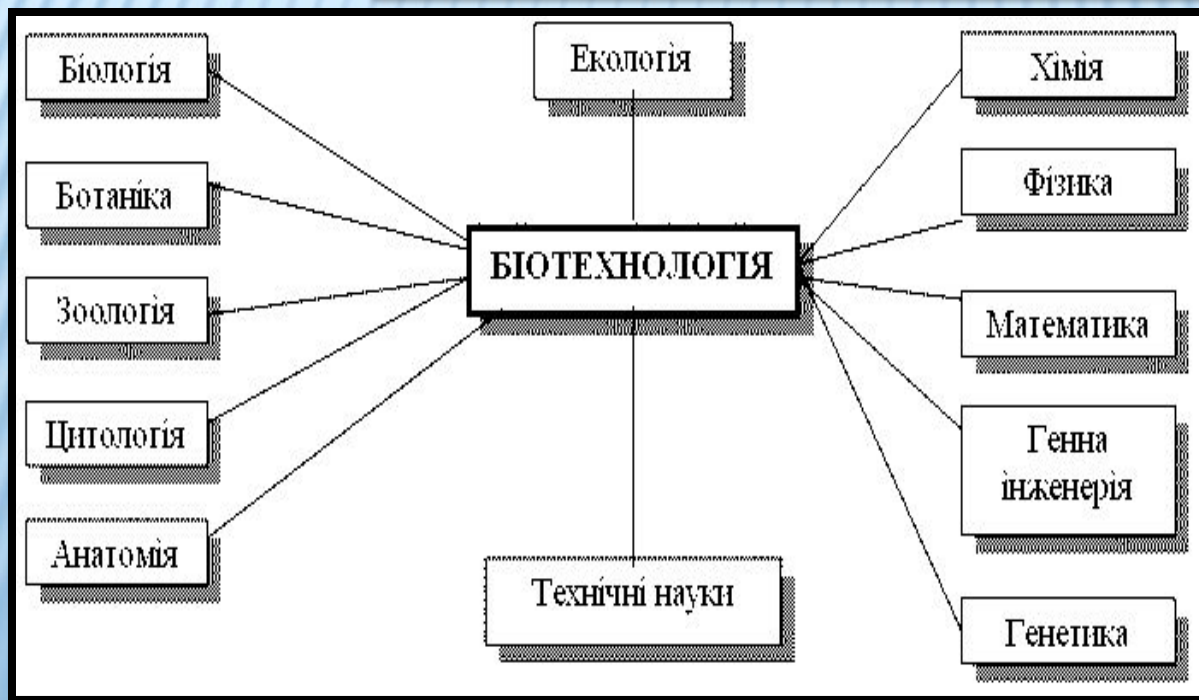 Біологія
Екологія
Хімія
Ботаніка
Фізика
БІОТЕХНОЛОГІЯ
Зоологія
Математика
Цитологія
Генна
інженерія
Анатомія
Технічні науки
Генетика